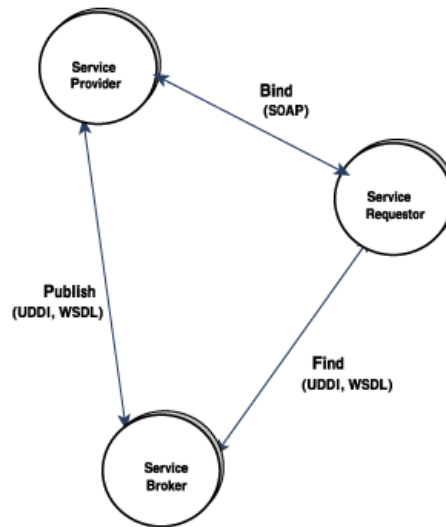 Service
Provider
Bind
(SOAP)
Service
Requestor
Publish
(UDDI, WSDL)
Find
(UDDI, WSDL)
Service
Broker